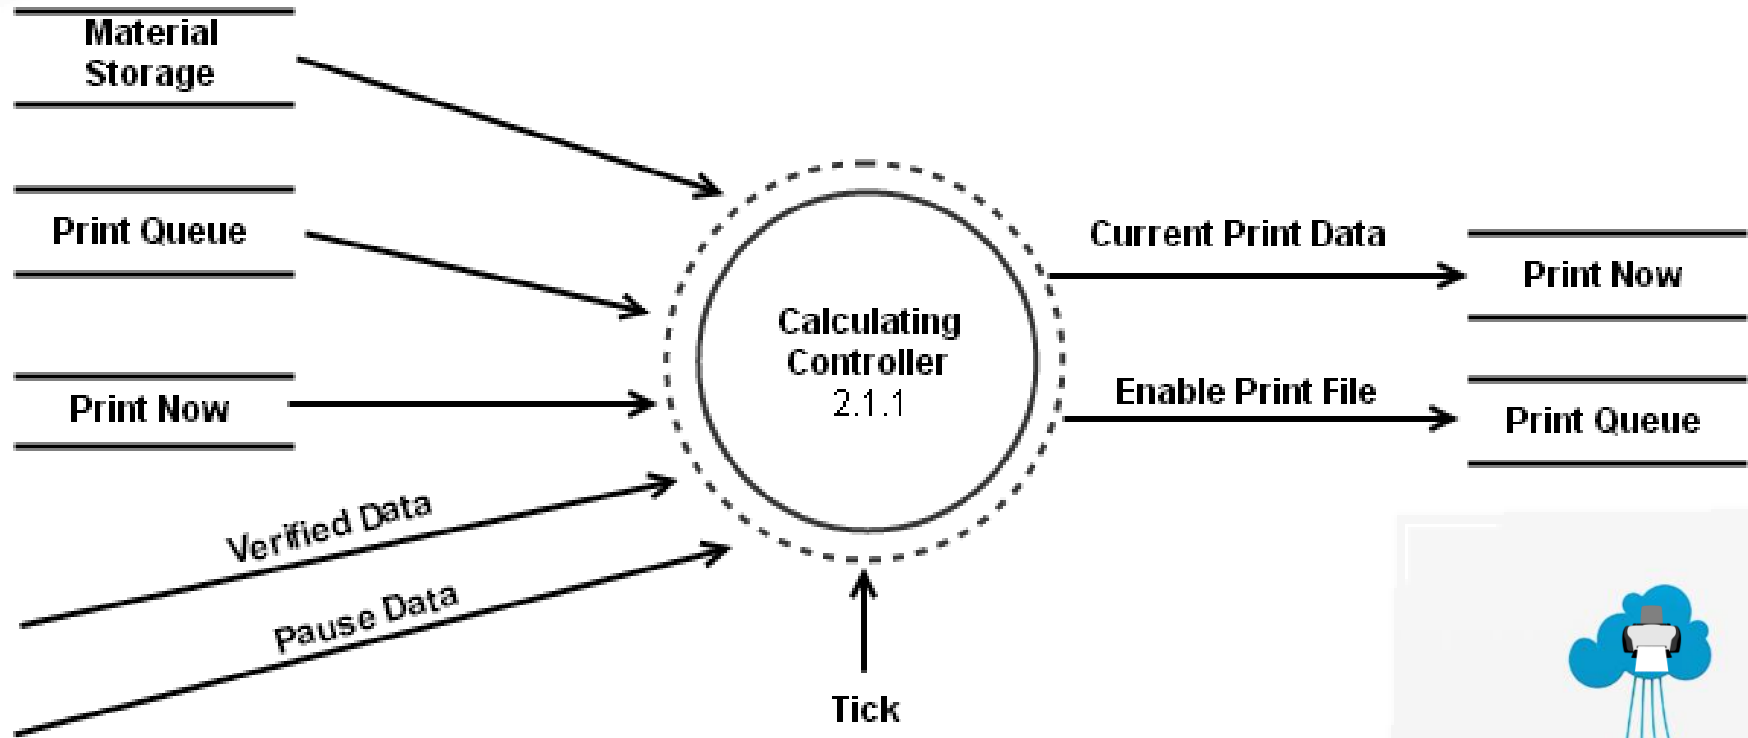 Material
Storage
Print Queue
Print Now
Verified Data
Pause Data
Tick
Calculating
Controller
2.1.1
Current Print Data
Enable Print File
Print Now
Print Queue